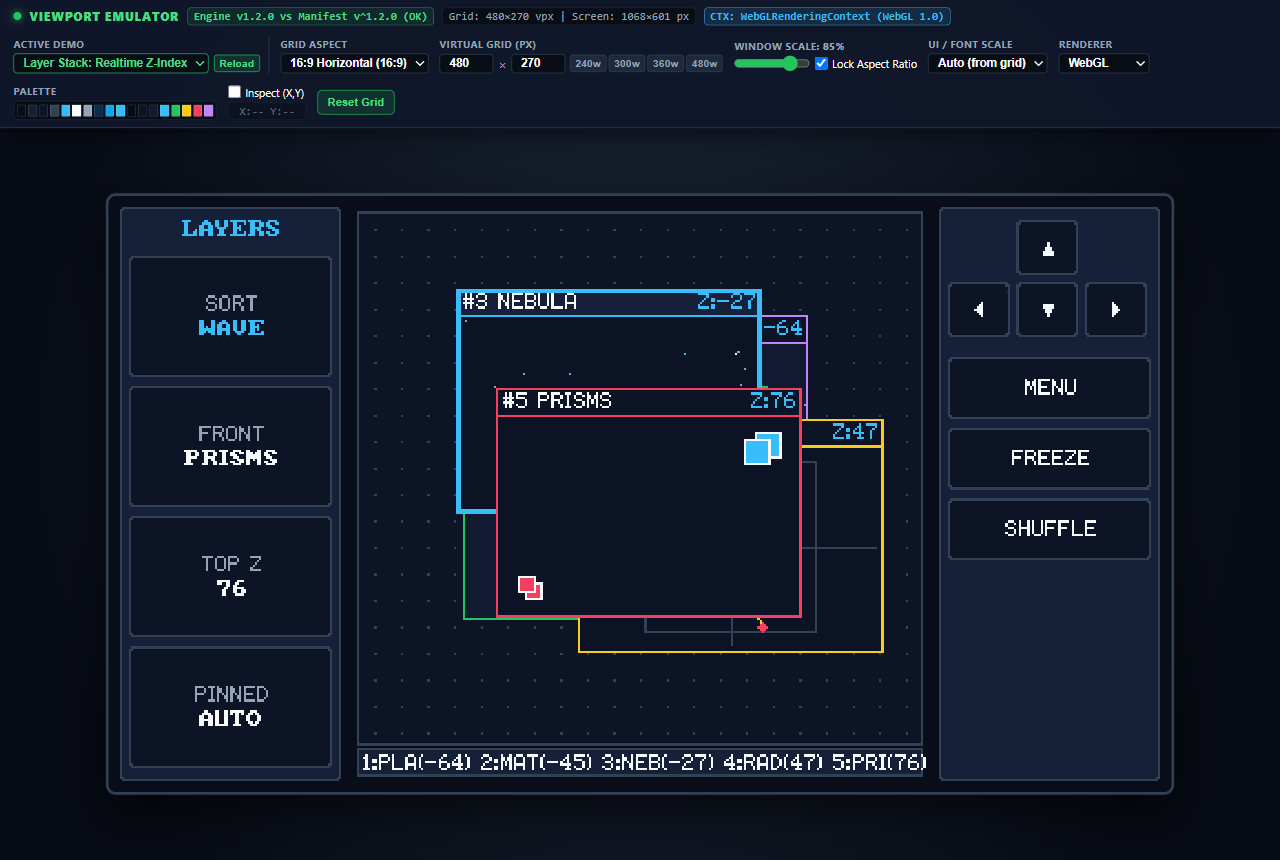 VIEWPORT EMULATOR
Engine v1.2.0 vs Manifest v^1.2.0 (OK)
Grid: 480×270 vpx | Screen: 1068×601 px
CTX: WebGLRenderingContext (WebGL 1.0)
ACTIVE DEMO
Layer Stack: Realtime Z-Index
Reload
GRID ASPECT
16:9 Horizontal (16:9)
VIRTUAL GRID (PX)
480 × 270
240w 300w 360w 480w
WINDOW SCALE: 85%
Lock Aspect Ratio
UI / FONT SCALE
Auto (from grid)
RENDERER
WebGL
PALETTE
Inspect (X,Y)
X:-- Y:--
Reset Grid
LAYERS
SORT
WAVE
FRONT
PRISMS
TOP Z
76
PINNED
AUTO
#3 NEBULA Z:-27
-64
#5 PRISMS Z:76
Z:47
1:PLA(-64) 2:MAT(-45) 3:NEB(-27) 4:RAD(47) 5:PRI(76)
MENU
FREEZE
SHUFFLE